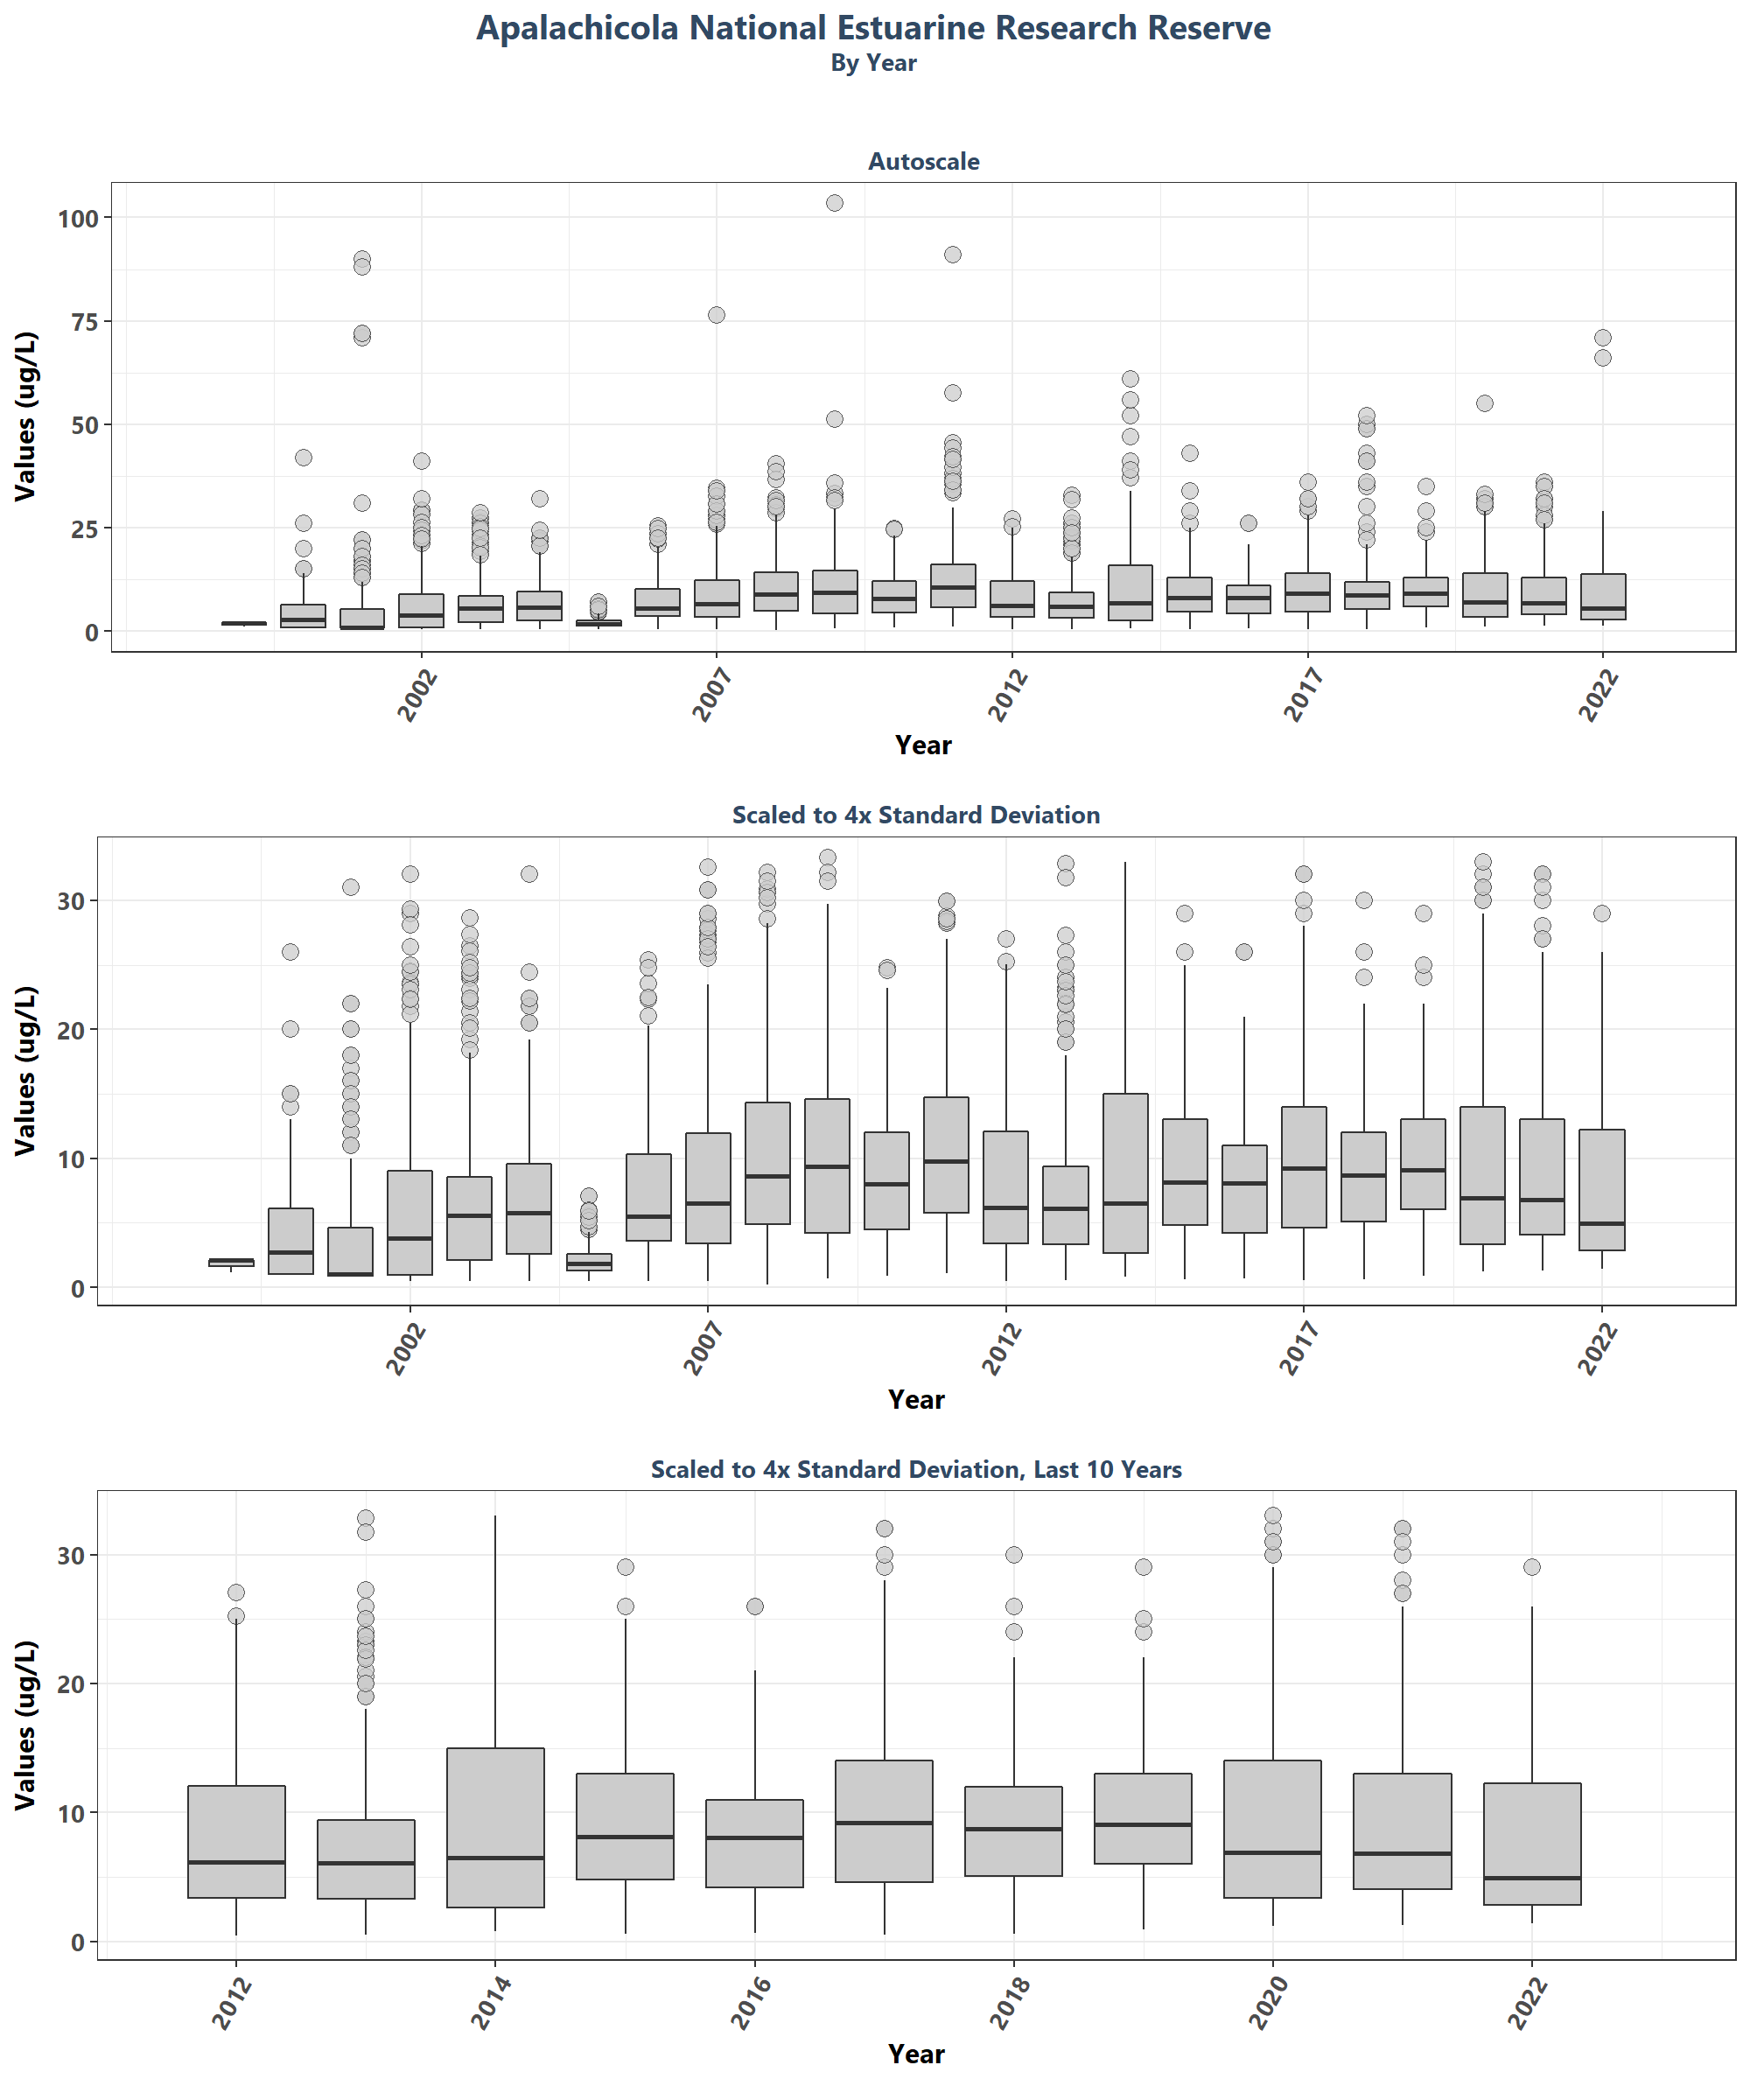 Apalachicola National Estuarine Research Reserve
By Year
Autoscale
Values (ug/L)
100
75
50
25
0
2002
2007
2012
2017
2022
Year
Scaled to 4x Standard Deviation
Values (ug/L)
30
20
10
0
2002
2007
2012
2017
2022
Year
Scaled to 4x Standard Deviation, Last 10 Years
Values (ug/L)
30
20
10
0
2012
2014
2016
2018
2020
2022
Year